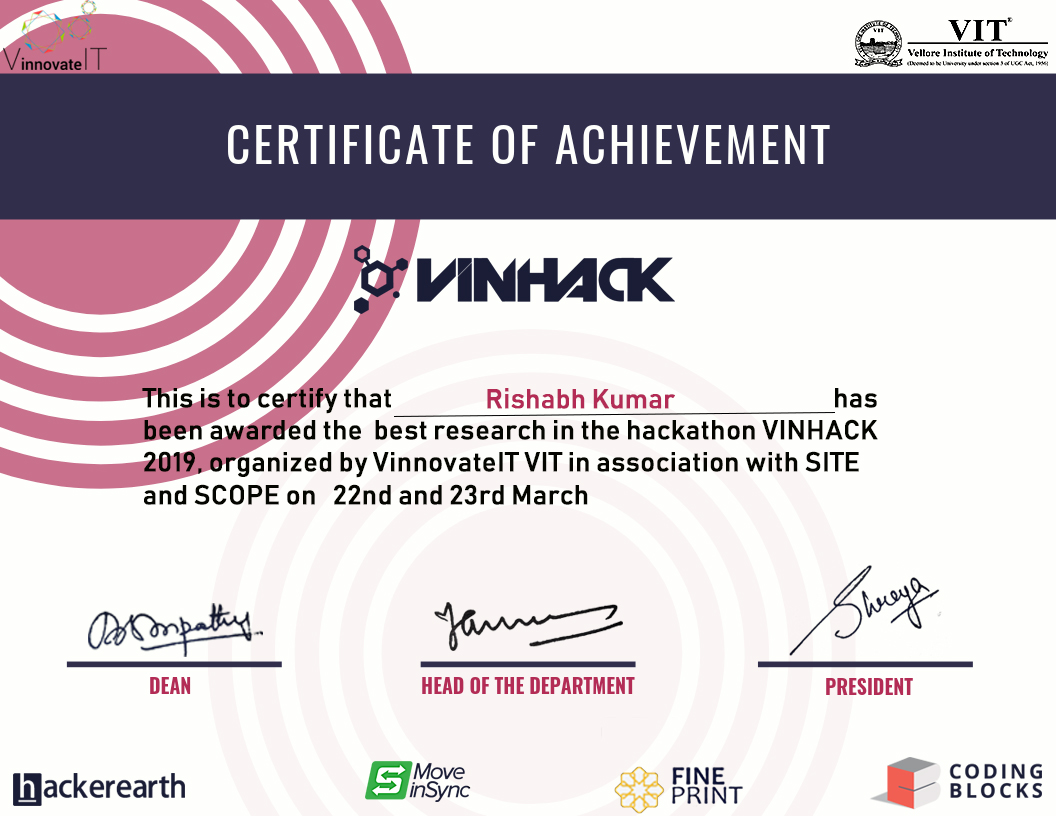 VinnovateIT
VIT®
Vellore Institute of Technology
(Deemed to be University under section 3 of UGC Act, 1956)
CERTIFICATE OF ACHIEVEMENT
VINHACK
This is to certify that Rishabh Kumar has
been awarded the best research in the hackathon VINHACK
2019, organized by VinnovateIT VIT in association with SITE
and SCOPE on 22nd and 23rd March
Shreya
DEAN
HEAD OF THE DEPARTMENT
PRESIDENT
hackerearth
Move
inSync
FINE
PRINT
CODING
BLOCKS